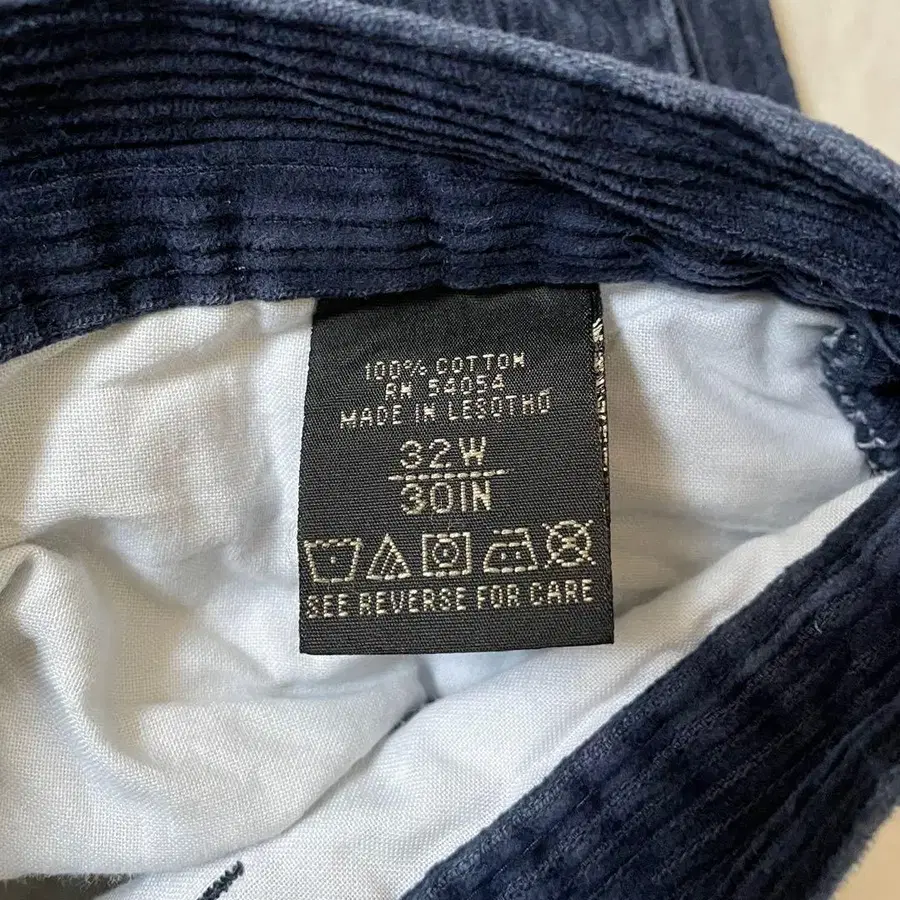 100% COTTON
RN 54054
MADE IN LESOTHO
32W
30IN
SEE REVERSE FOR CARE